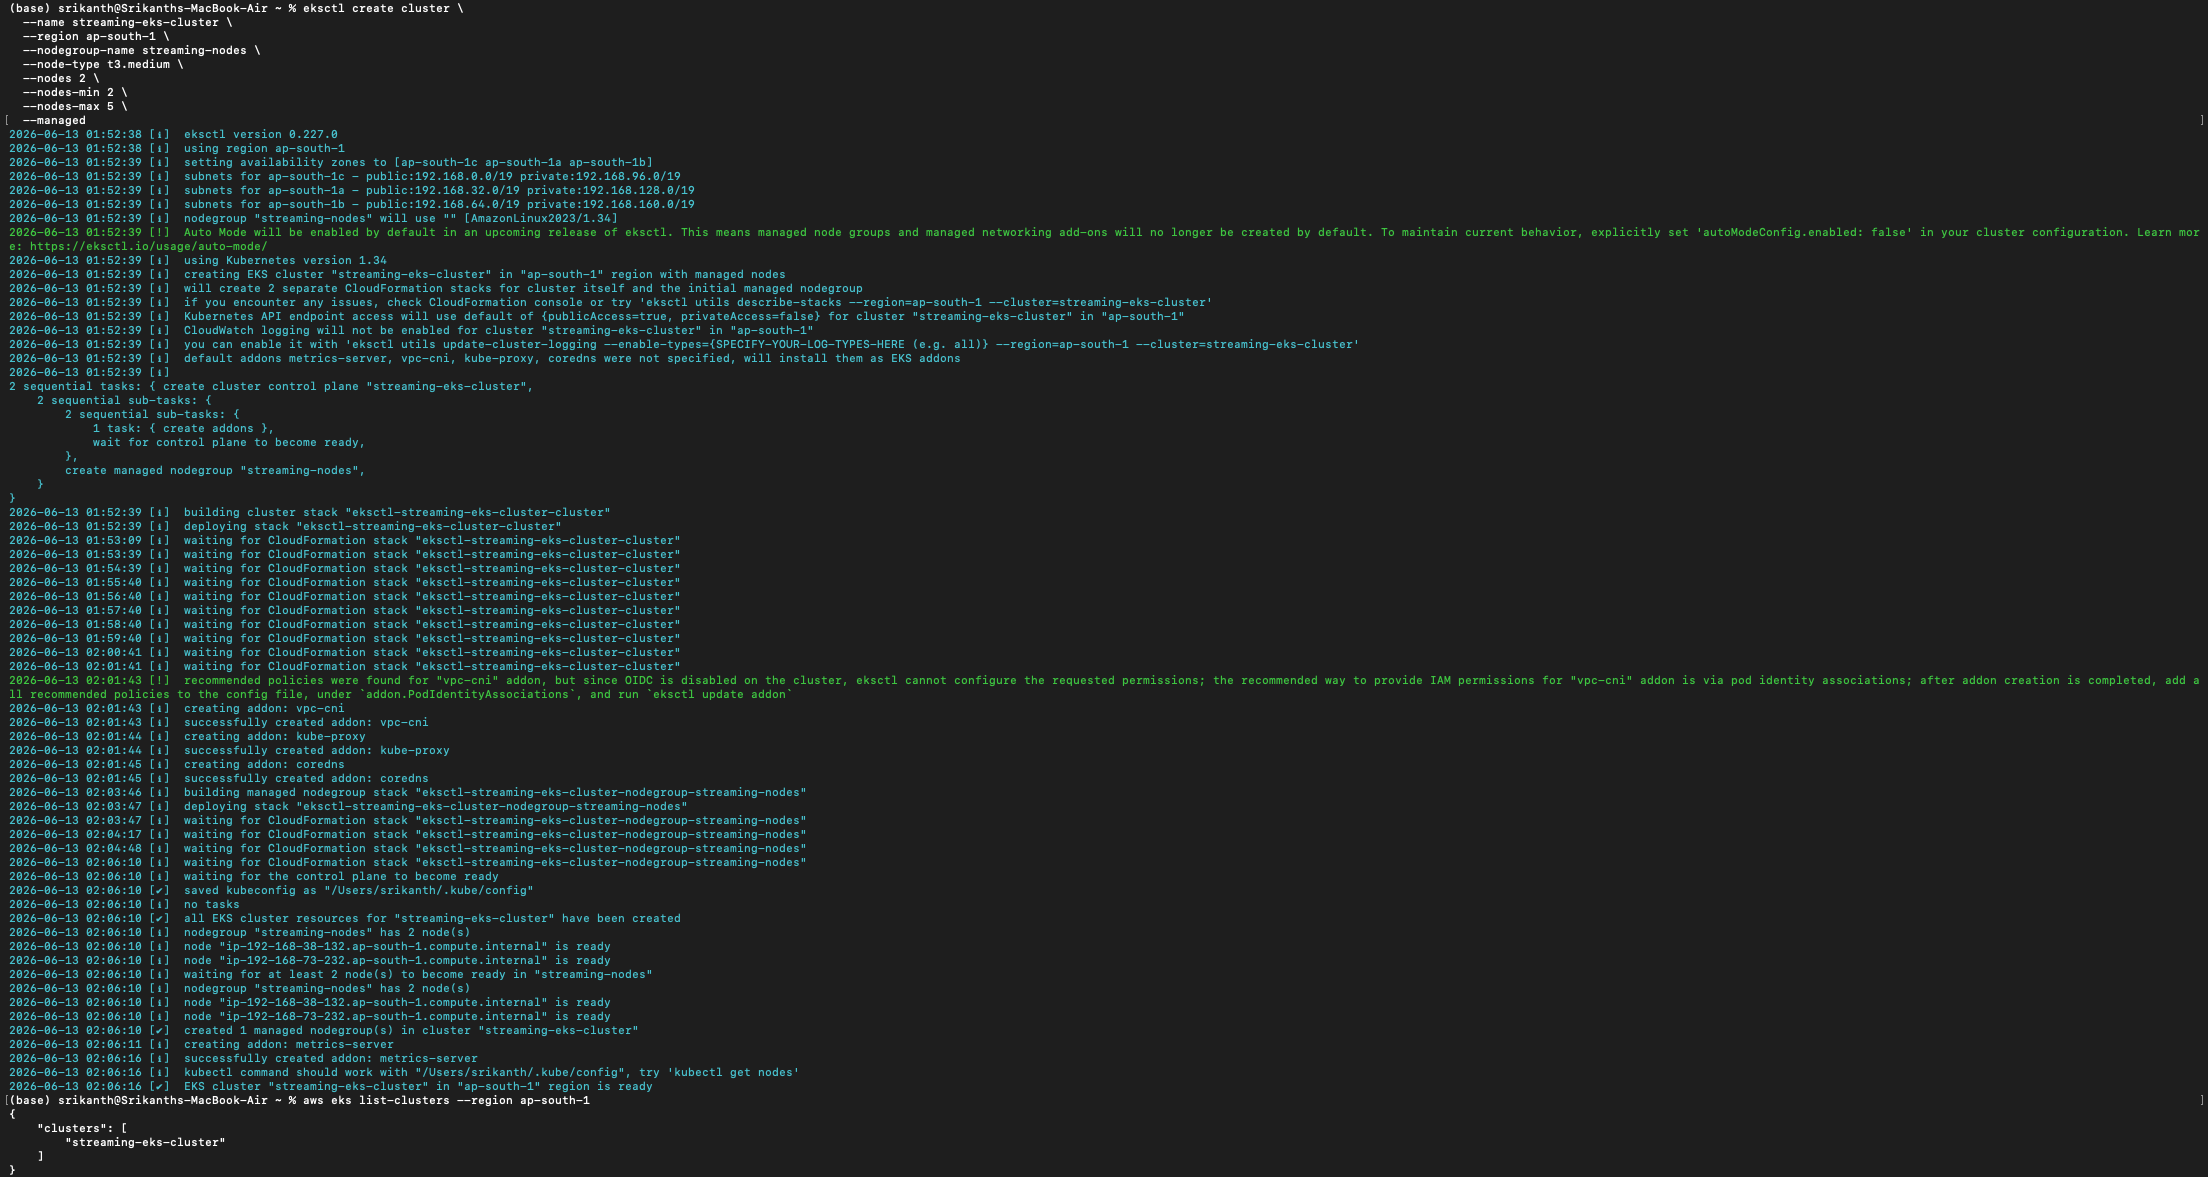 (base) srikanth@Srikanths-MacBook-Air ~ % eksctl create cluster \
  --name streaming-eks-cluster \
  --region ap-south-1 \
  --nodegroup-name streaming-nodes \
  --node-type t3.medium \
  --nodes 2 \
  --nodes-min 2 \
  --nodes-max 5 \
[  --managed ]
2026-06-13 01:52:38 [ℹ]  eksctl version 0.227.0
2026-06-13 01:52:38 [ℹ]  using region ap-south-1
2026-06-13 01:52:39 [ℹ]  setting availability zones to [ap-south-1c ap-south-1a ap-south-1b]
2026-06-13 01:52:39 [ℹ]  subnets for ap-south-1c - public:192.168.0.0/19 private:192.168.96.0/19
2026-06-13 01:52:39 [ℹ]  subnets for ap-south-1a - public:192.168.32.0/19 private:192.168.128.0/19
2026-06-13 01:52:39 [ℹ]  subnets for ap-south-1b - public:192.168.64.0/19 private:192.168.160.0/19
2026-06-13 01:52:39 [ℹ]  nodegroup "streaming-nodes" will use "" [AmazonLinux2023/1.34]
2026-06-13 01:52:39 [!]  Auto Mode will be enabled by default in an upcoming release of eksctl. This means managed node groups and managed networking add-ons will no longer be created by default. To maintain current behavior, explicitly set 'autoModeConfig.enabled: false' in your cluster configuration. Learn mor
e: https://eksctl.io/usage/auto-mode/
2026-06-13 01:52:39 [ℹ]  using Kubernetes version 1.34
2026-06-13 01:52:39 [ℹ]  creating EKS cluster "streaming-eks-cluster" in "ap-south-1" region with managed nodes
2026-06-13 01:52:39 [ℹ]  will create 2 separate CloudFormation stacks for cluster itself and the initial managed nodegroup
2026-06-13 01:52:39 [ℹ]  if you encounter any issues, check CloudFormation console or try 'eksctl utils describe-stacks --region=ap-south-1 --cluster=streaming-eks-cluster'
2026-06-13 01:52:39 [ℹ]  Kubernetes API endpoint access will use default of {publicAccess=true, privateAccess=false} for cluster "streaming-eks-cluster" in "ap-south-1"
2026-06-13 01:52:39 [ℹ]  CloudWatch logging will not be enabled for cluster "streaming-eks-cluster" in "ap-south-1"
2026-06-13 01:52:39 [ℹ]  you can enable it with 'eksctl utils update-cluster-logging --enable-types={SPECIFY-YOUR-LOG-TYPES-HERE (e.g. all)} --region=ap-south-1 --cluster=streaming-eks-cluster'
2026-06-13 01:52:39 [ℹ]  default addons metrics-server, vpc-cni, kube-proxy, coredns were not specified, will install them as EKS addons
2026-06-13 01:52:39 [ℹ]
2 sequential tasks: { create cluster control plane "streaming-eks-cluster",
    2 sequential sub-tasks: {
        2 sequential sub-tasks: {
            1 task: { create addons },
            wait for control plane to become ready,
        },
        create managed nodegroup "streaming-nodes",
    }
}
2026-06-13 01:52:39 [ℹ]  building cluster stack "eksctl-streaming-eks-cluster-cluster"
2026-06-13 01:52:39 [ℹ]  deploying stack "eksctl-streaming-eks-cluster-cluster"
2026-06-13 01:53:09 [ℹ]  waiting for CloudFormation stack "eksctl-streaming-eks-cluster-cluster"
2026-06-13 01:53:39 [ℹ]  waiting for CloudFormation stack "eksctl-streaming-eks-cluster-cluster"
2026-06-13 01:54:39 [ℹ]  waiting for CloudFormation stack "eksctl-streaming-eks-cluster-cluster"
2026-06-13 01:55:40 [ℹ]  waiting for CloudFormation stack "eksctl-streaming-eks-cluster-cluster"
2026-06-13 01:56:40 [ℹ]  waiting for CloudFormation stack "eksctl-streaming-eks-cluster-cluster"
2026-06-13 01:57:40 [ℹ]  waiting for CloudFormation stack "eksctl-streaming-eks-cluster-cluster"
2026-06-13 01:58:40 [ℹ]  waiting for CloudFormation stack "eksctl-streaming-eks-cluster-cluster"
2026-06-13 01:59:40 [ℹ]  waiting for CloudFormation stack "eksctl-streaming-eks-cluster-cluster"
2026-06-13 02:00:41 [ℹ]  waiting for CloudFormation stack "eksctl-streaming-eks-cluster-cluster"
2026-06-13 02:01:41 [ℹ]  waiting for CloudFormation stack "eksctl-streaming-eks-cluster-cluster"
2026-06-13 02:01:43 [!]  recommended policies were found for "vpc-cni" addon, but since OIDC is disabled on the cluster, eksctl cannot configure the requested permissions; the recommended way to provide IAM permissions for "vpc-cni" addon is via pod identity associations; after addon creation is completed, add a
ll recommended policies to the config file, under `addon.PodIdentityAssociations`, and run `eksctl update addon`
2026-06-13 02:01:43 [ℹ]  creating addon: vpc-cni
2026-06-13 02:01:43 [ℹ]  successfully created addon: vpc-cni
2026-06-13 02:01:44 [ℹ]  creating addon: kube-proxy
2026-06-13 02:01:44 [ℹ]  successfully created addon: kube-proxy
2026-06-13 02:01:45 [ℹ]  creating addon: coredns
2026-06-13 02:01:45 [ℹ]  successfully created addon: coredns
2026-06-13 02:03:46 [ℹ]  building managed nodegroup stack "eksctl-streaming-eks-cluster-nodegroup-streaming-nodes"
2026-06-13 02:03:47 [ℹ]  deploying stack "eksctl-streaming-eks-cluster-nodegroup-streaming-nodes"
2026-06-13 02:03:47 [ℹ]  waiting for CloudFormation stack "eksctl-streaming-eks-cluster-nodegroup-streaming-nodes"
2026-06-13 02:04:17 [ℹ]  waiting for CloudFormation stack "eksctl-streaming-eks-cluster-nodegroup-streaming-nodes"
2026-06-13 02:04:48 [ℹ]  waiting for CloudFormation stack "eksctl-streaming-eks-cluster-nodegroup-streaming-nodes"
2026-06-13 02:06:10 [ℹ]  waiting for CloudFormation stack "eksctl-streaming-eks-cluster-nodegroup-streaming-nodes"
2026-06-13 02:06:10 [ℹ]  waiting for the control plane to become ready
2026-06-13 02:06:10 [✔]  saved kubeconfig as "/Users/srikanth/.kube/config"
2026-06-13 02:06:10 [ℹ]  no tasks
2026-06-13 02:06:10 [✔]  all EKS cluster resources for "streaming-eks-cluster" have been created
2026-06-13 02:06:10 [ℹ]  nodegroup "streaming-nodes" has 2 node(s)
2026-06-13 02:06:10 [ℹ]  node "ip-192-168-38-132.ap-south-1.compute.internal" is ready
2026-06-13 02:06:10 [ℹ]  node "ip-192-168-73-232.ap-south-1.compute.internal" is ready
2026-06-13 02:06:10 [ℹ]  waiting for at least 2 node(s) to become ready in "streaming-nodes"
2026-06-13 02:06:10 [ℹ]  nodegroup "streaming-nodes" has 2 node(s)
2026-06-13 02:06:10 [ℹ]  node "ip-192-168-38-132.ap-south-1.compute.internal" is ready
2026-06-13 02:06:10 [ℹ]  node "ip-192-168-73-232.ap-south-1.compute.internal" is ready
2026-06-13 02:06:10 [✔]  created 1 managed nodegroup(s) in cluster "streaming-eks-cluster"
2026-06-13 02:06:11 [ℹ]  creating addon: metrics-server
2026-06-13 02:06:16 [ℹ]  successfully created addon: metrics-server
2026-06-13 02:06:16 [ℹ]  kubectl command should work with "/Users/srikanth/.kube/config", try 'kubectl get nodes'
2026-06-13 02:06:16 [✔]  EKS cluster "streaming-eks-cluster" in "ap-south-1" region is ready
[(base) srikanth@Srikanths-MacBook-Air ~ % aws eks list-clusters --region ap-south-1 ]
{
    "clusters": [
        "streaming-eks-cluster"
    ]
}